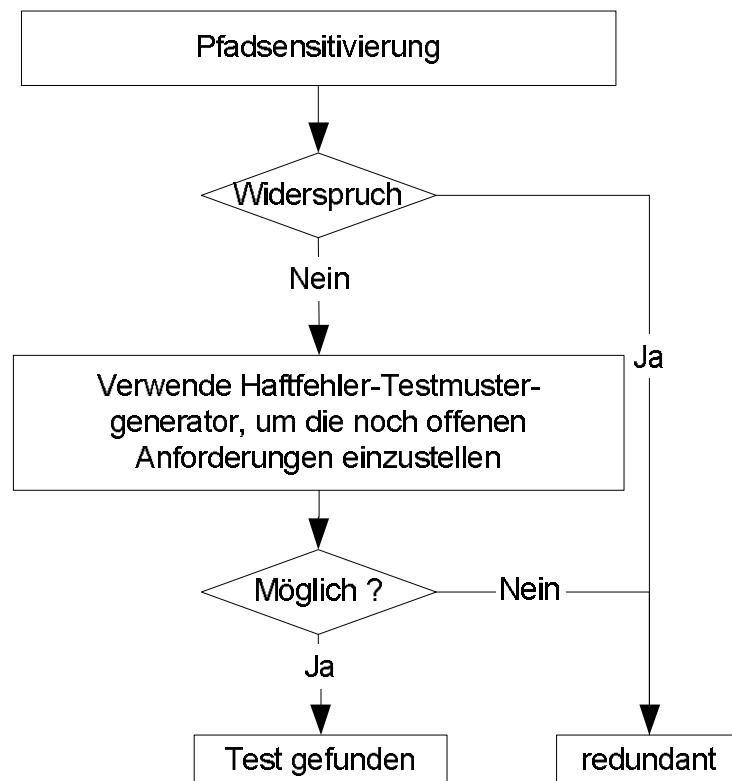 Pfadsensitivierung
Widerspruch
Nein
Ja
Verwende Haftfehler-Testmuster-
generator, um die noch offenen
Anforderungen einzustellen
Möglich ?
Nein
Ja
Test gefunden
redundant